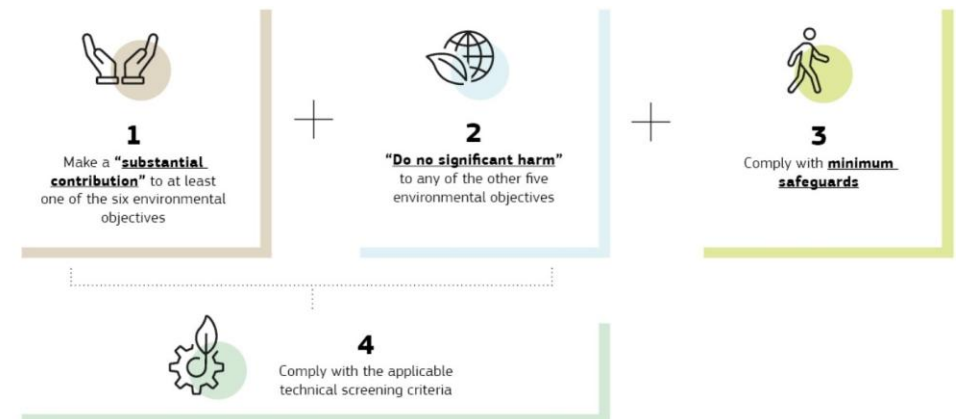 1
Make a “substantial
contribution” to at least
one of the six environmental
objectives
2
“Do no significant harm”
to any of the other five
environmental objectives
3
Comply with minimum
safeguards
4
Comply with the applicable
technical screening criteria